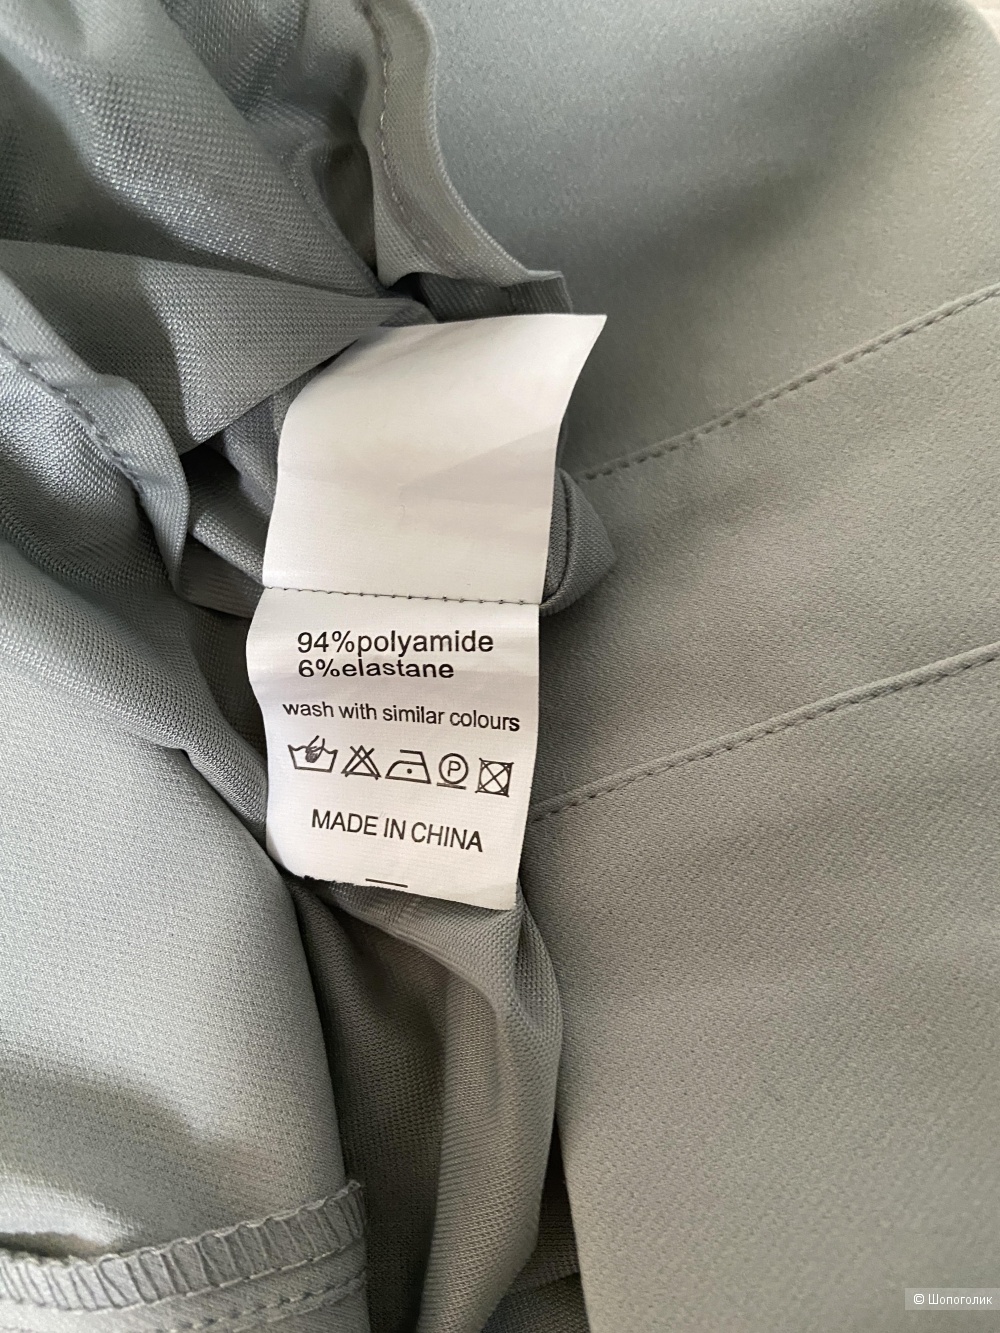 94%polyamide
6%elastane
wash with similar colours
P
MADE IN CHINA
© Шопоголик